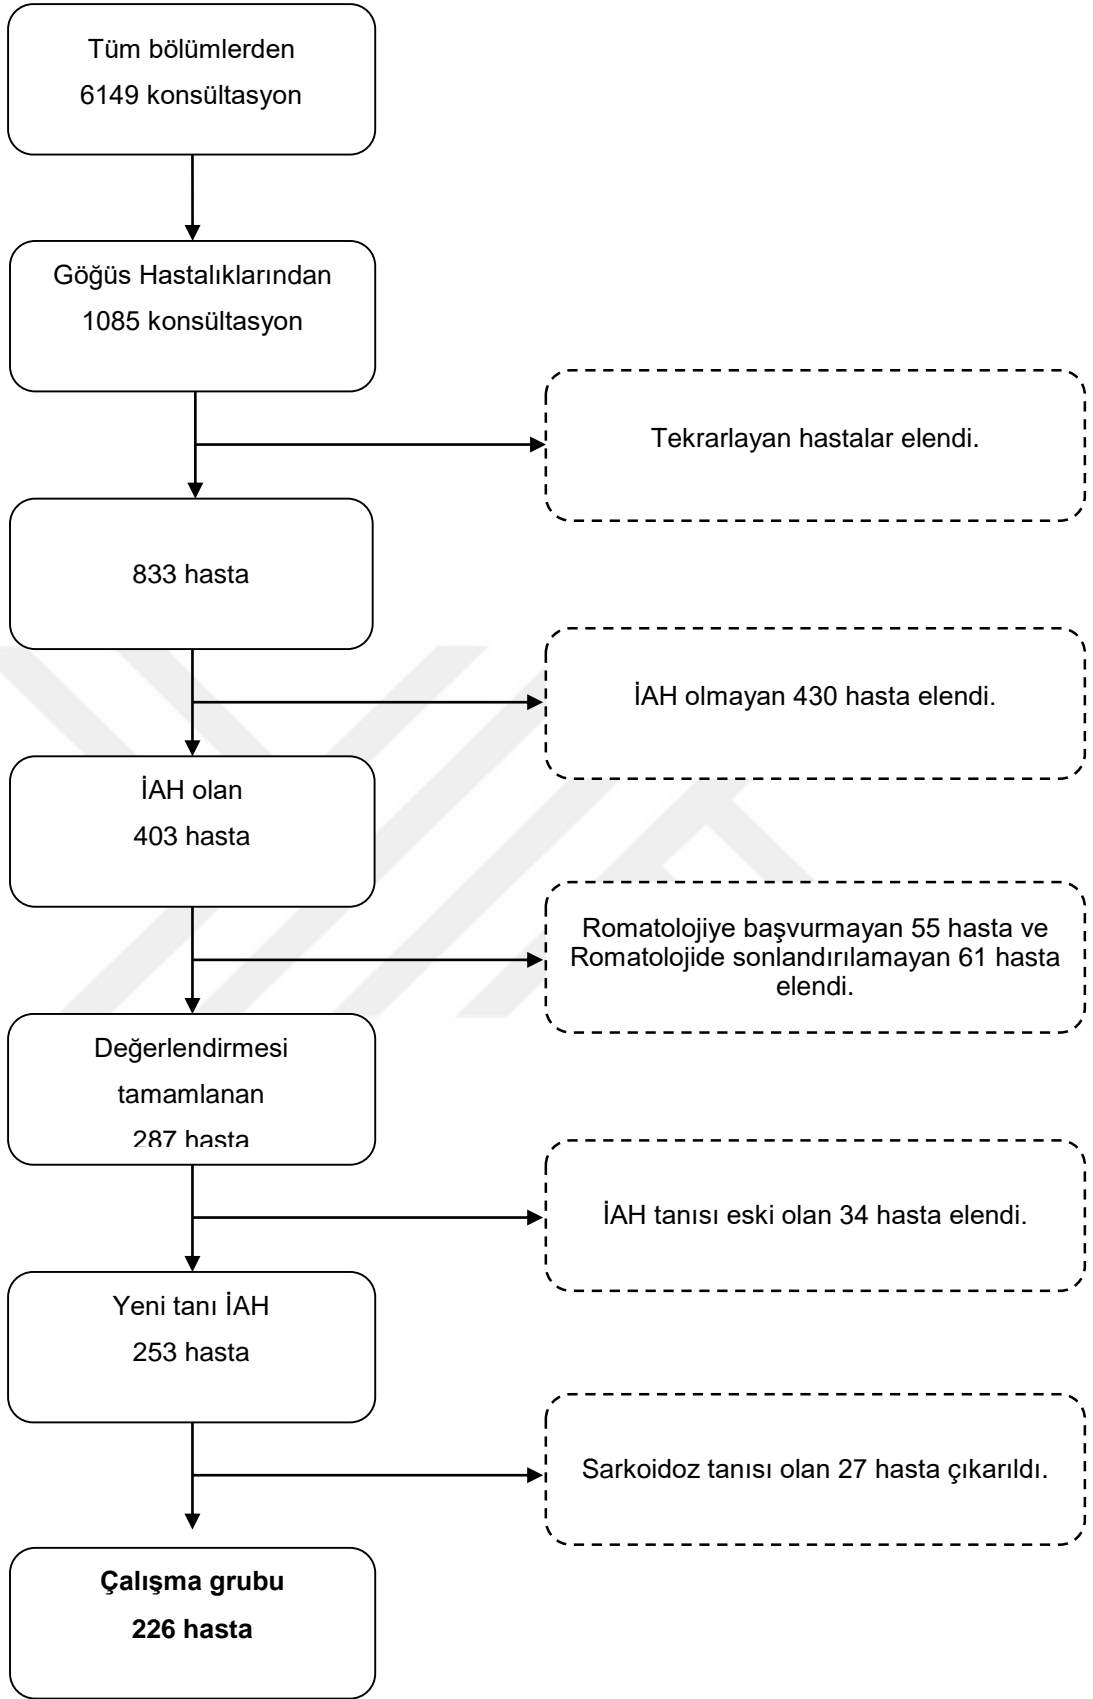 Tüm bölümlerden
6149 konsültasyon
Göğüs Hastalıklarından
1085 konsültasyon
Tekrarlayan hastalar elendi.
833 hasta
İAH olmayan 430 hasta elendi.
İAH olan
403 hasta
Romatolojiye başvurmayan 55 hasta ve
Romatolojide sonlandırılamayan 61 hasta
elendi.
Değerlendirmesi
tamamlanan
287 hasta
İAH tanısı eski olan 34 hasta elendi.
Yeni tanı İAH
253 hasta
Sarkoidoz tanısı olan 27 hasta çıkarıldı.
Çalışma grubu
226 hasta